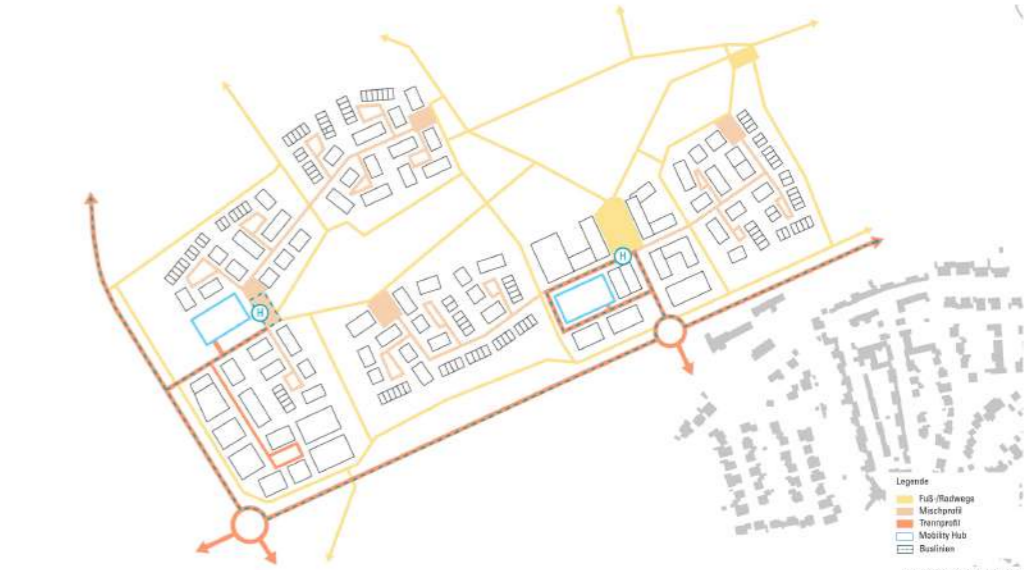 H
H
Legende
Fuß-/Radwege
Mischprofil
Trennprofil
Mobility Hub
Buslinien